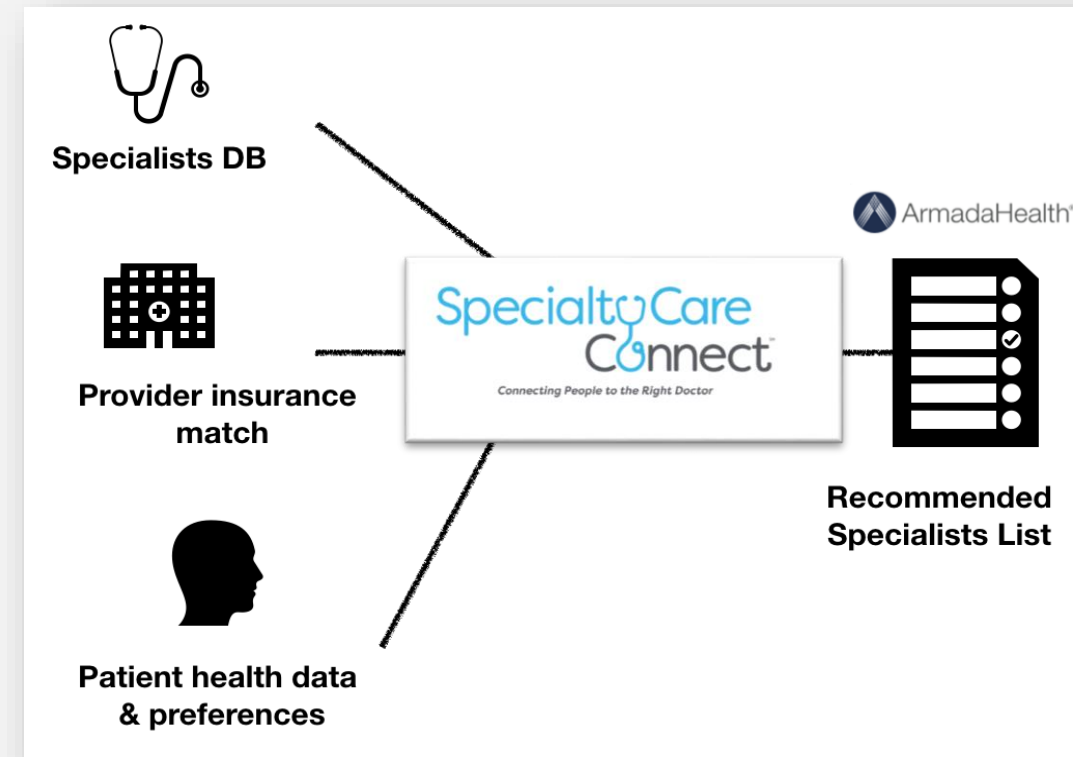 Specialists DB
ArmadaHealth®
Provider insurance
match
SpecialtyCare
Connect™
Connecting People to the Right Doctor
Recommended
Specialists List
Patient health data
& preferences